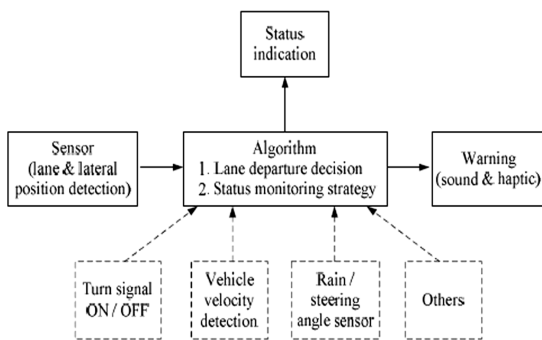 Status
indication
Sensor
(lane & lateral
position detection)
Algorithm
1. Lane departure decision
2. Status monitoring strategy
Warning
(sound & haptic)
Turn signal
ON / OFF
Vehicle
velocity
detection
Rain /
steering
angle sensor
Others